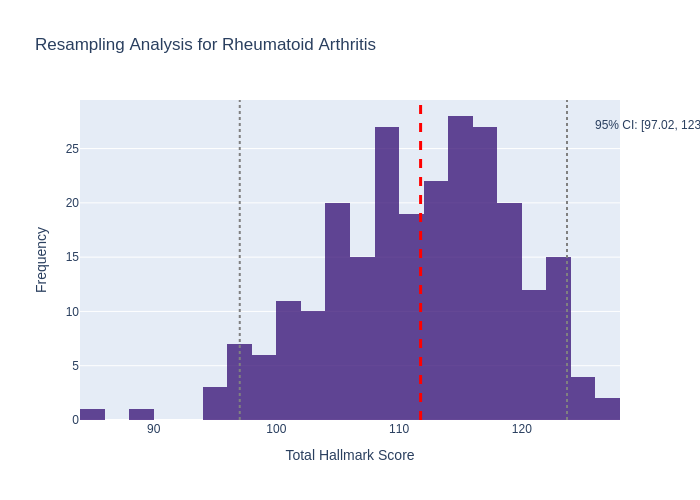 Resampling Analysis for Rheumatoid Arthritis
95% CI: [97.02, 123
Frequency
25
20
15
10
5
0
90
100
110
120
Total Hallmark Score